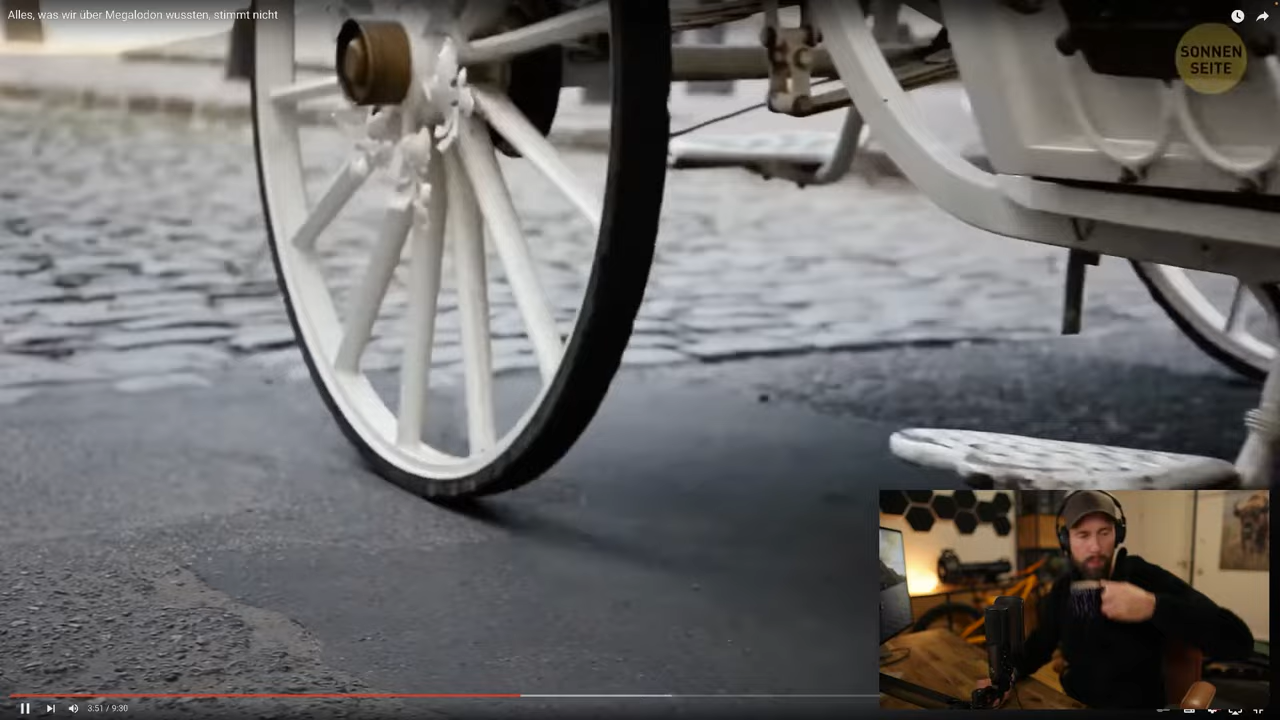 Alles, was wir über Megalodon wussten, stimmt nicht
SONNEN
SEITE
3:51 / 9:30